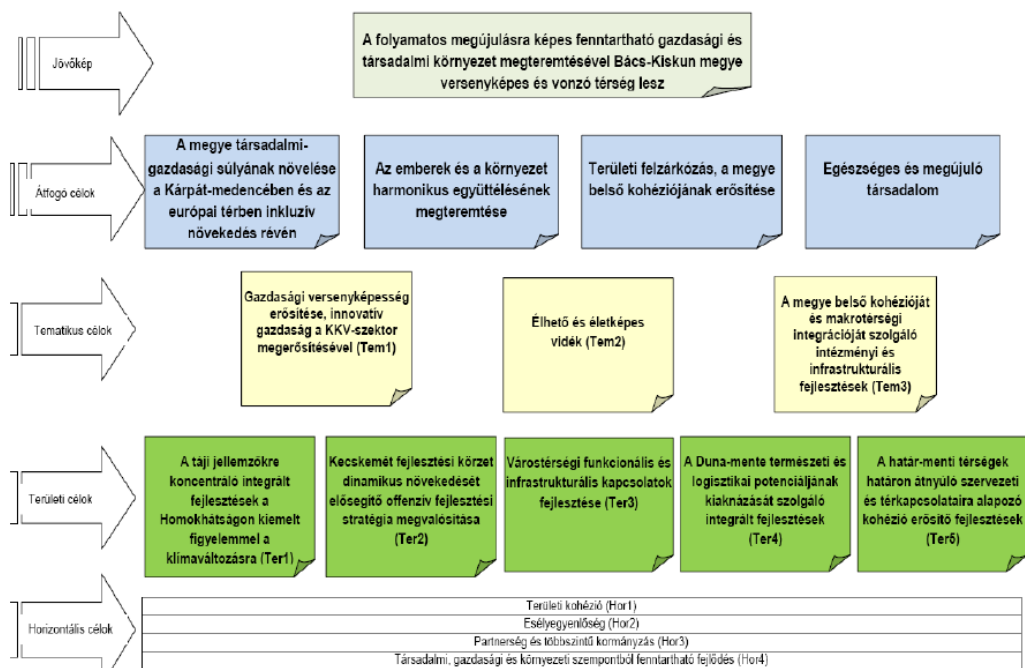 Jövőkép
A folyamatos megújulásra képes fenntartható gazdasági és
társadalmi környezet megteremtésével Bács-Kiskun megye
versenyképes és vonzó térség lesz
Átfogó célok
A megye társadalmi-
gazdasági súlyának növelése
a Kárpát-medencében és az
európai térben inkluzív
növekedés révén
Az emberek és a környezet
harmonikus együttélésének
megteremtése
Területi felzárkózás, a megye
belső kohéziójának erősítése
Egészséges és megújuló
társadalom
Tematikus célok
Gazdasági versenyképesség
erősítése, innovatív
gazdaság a KKV-szektor
megerősítésével (Tem1)
Élhető és életképes
vidék (Tem2)
A megye belső kohézióját
és makrotérségi
integrációját szolgáló
intézményi és
infrastrukturális
fejlesztések (Tem3)
Területi célok
A táji jellemzőkre
koncentráló integrált
fejlesztések a
Homokhátságon kiemelt
figyelemmel a
klímaváltozásra (Ter1)
Kecskemét fejlesztési körzet
dinamikus növekedését
elősegítő offenzív fejlesztési
stratégia megvalósítása
(Ter2)
Várostérségi funkcionális és
infrastrukturális kapcsolatok
fejlesztése (Ter3)
A Duna-mente természeti és
logisztikai potenciáljának
kiaknázását szolgáló
integrált fejlesztések
(Ter4)
A határ-menti térségek
határon átnyúló szervezeti
és térkapcsolataira alapozó
kohézió erősítő fejlesztések
(Ter5)
Horizontális célok
Területi kohézió (Hor1)
Esélyegyenlőség (Hor2)
Partnerség és többszintű kormányzás (Hor3)
Társadalmi, gazdasági és környezeti szempontból fenntartható fejlődés (Hor4)